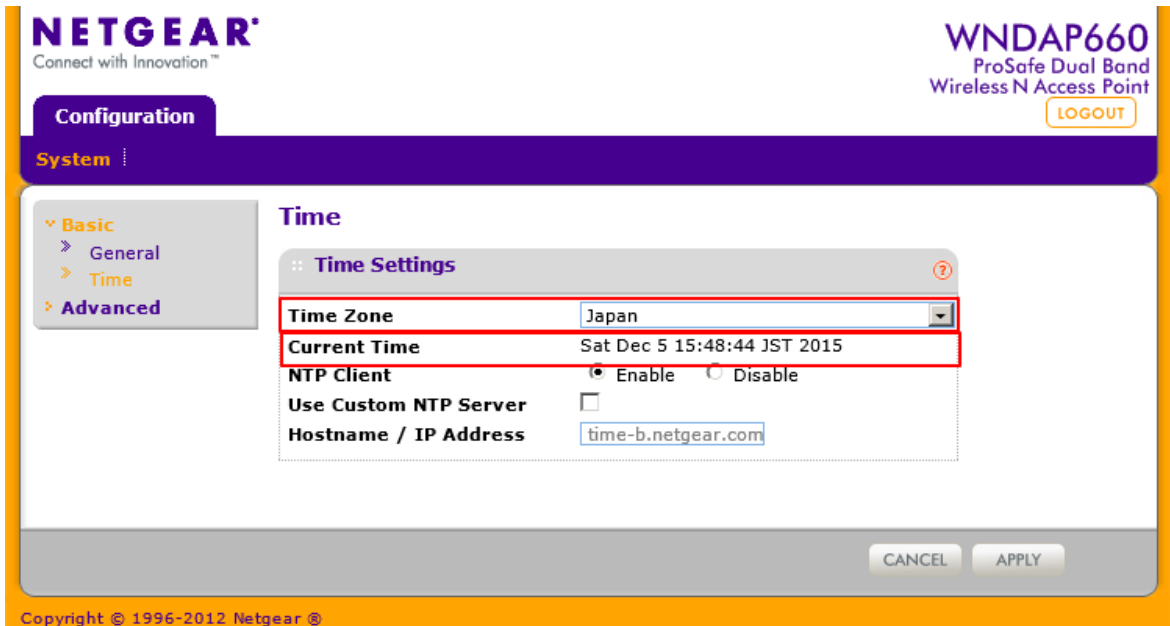 NETGEAR®
Connect with Innovation™
WNDAP660
ProSafe Dual Band
Wireless N Access Point
LOGOUT
Configuration
System
Basic
General
Time
Advanced
Time
Time Settings
Time Zone Japan
Current Time Sat Dec 5 15:48:44 JST 2015
NTP Client Enable Disable
Use Custom NTP Server
Hostname / IP Address time-b.netgear.com
CANCEL APPLY
Copyright © 1996-2012 Netgear ®